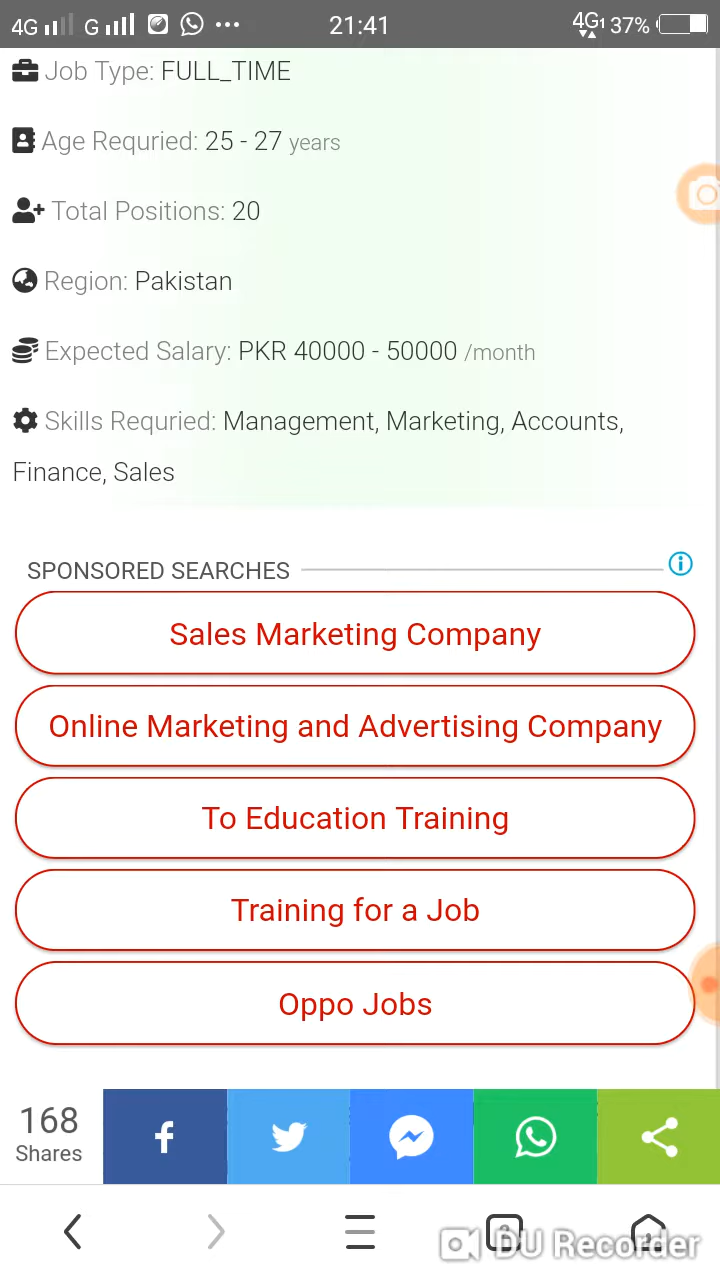 4G G ••• 21:41 4G1 37%
Job Type: FULL_TIME
Age Requried: 25 - 27 years
Total Positions: 20
Region: Pakistan
Expected Salary: PKR 40000 - 50000 /month
Skills Requried: Management, Marketing, Accounts,
Finance, Sales
SPONSORED SEARCHES
Sales Marketing Company
Online Marketing and Advertising Company
To Education Training
Training for a Job
Oppo Jobs
168
Shares
DU Recorder